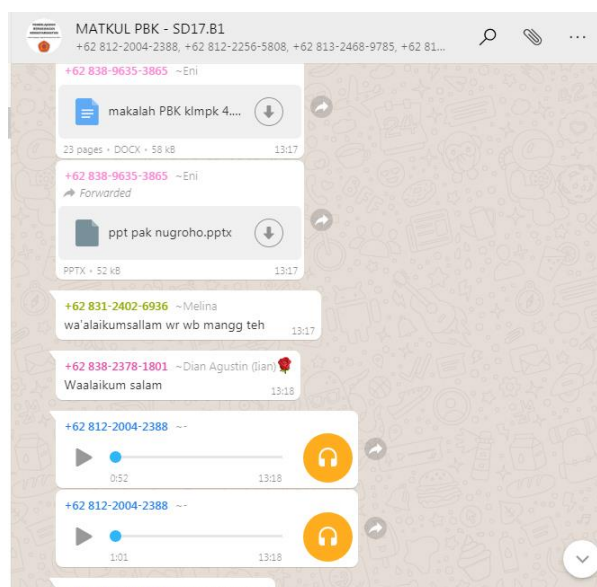 MATKUL PBK - SD17.B1
+62 812-2004-2388, +62 812-2256-5808, +62 813-2468-9785, +62 81...
+62 838-9635-3865 ~Eni
makalah PBK klmpk 4....
23 pages • DOCX • 58 kB 13:17
+62 838-9635-3865 ~Eni
Forwarded
ppt pak nugroho.pptx
PPTX • 52 kB 13:17
+62 831-2402-6936 ~Melina
wa'alaikumsallam wr wb mangg teh 13:17
+62 838-2378-1801 ~Dian Agustin (lian)🌹
Waalaikum salam 13:18
+62 812-2004-2388 ~-
0:52 13:18
+62 812-2004-2388 ~-
1:01 13:18